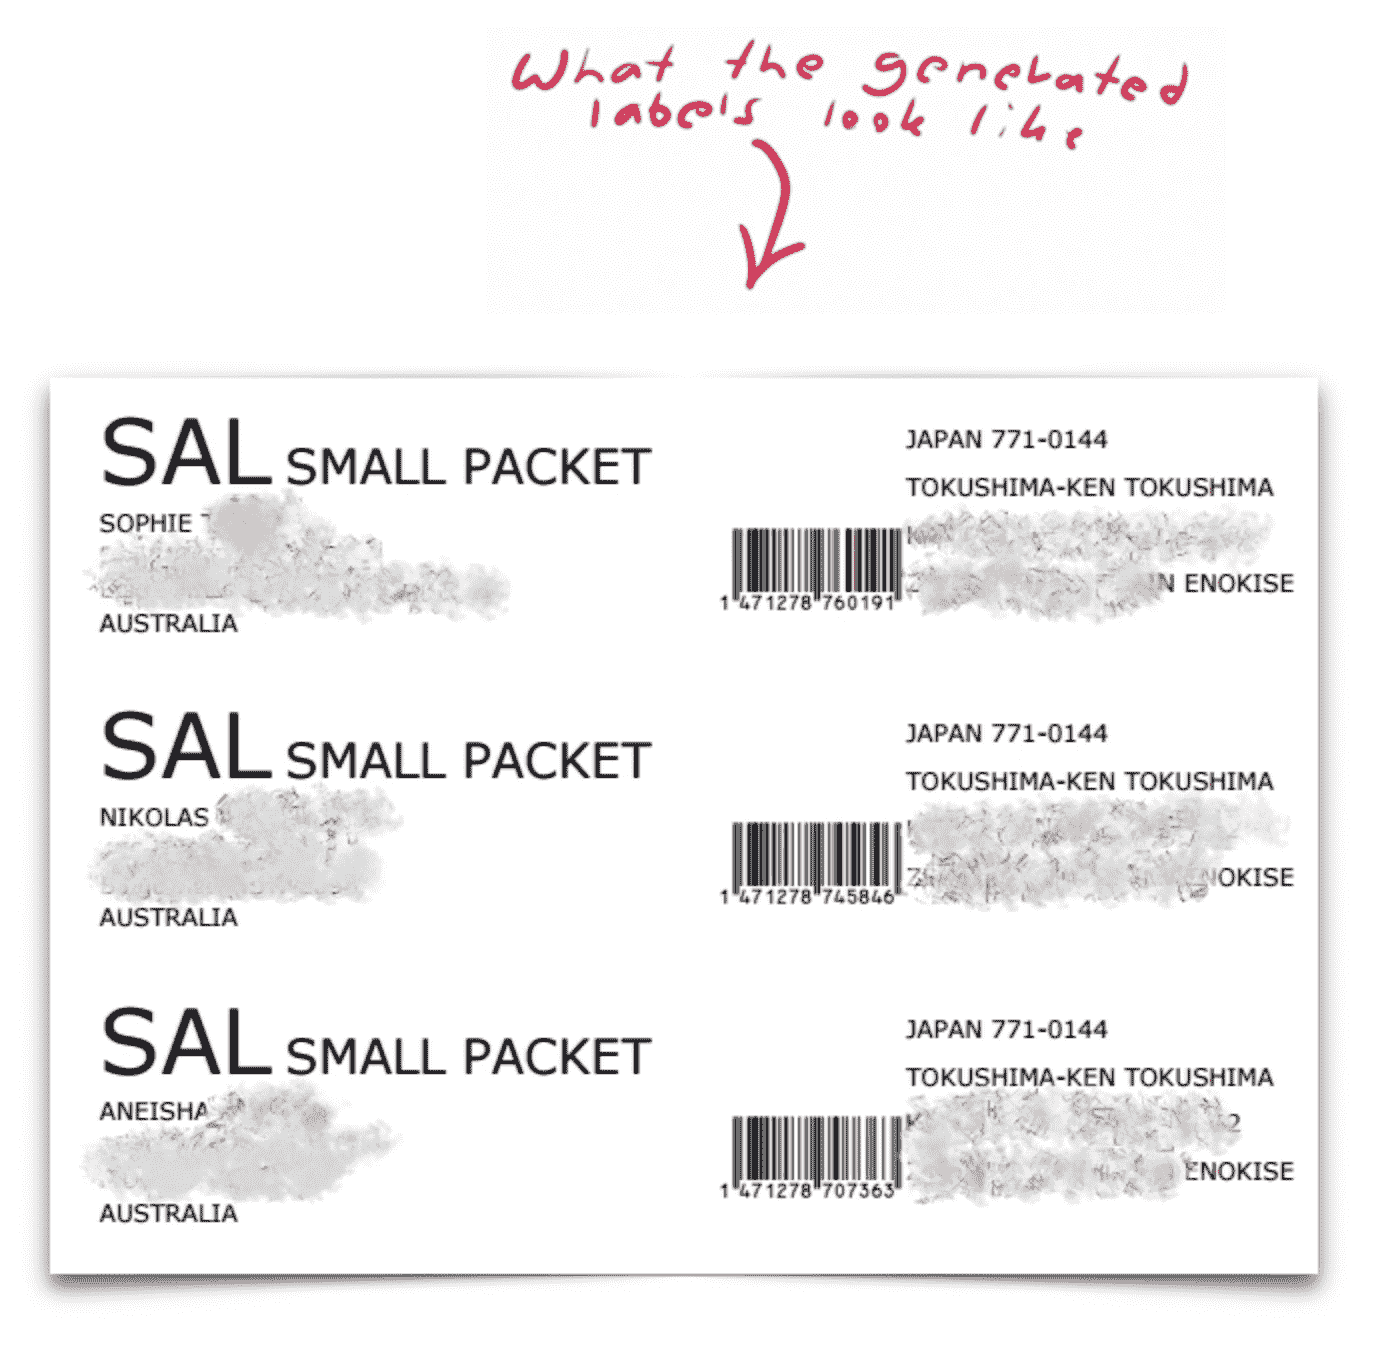 What the generated
labels look like
SAL SMALL PACKET
SOPHIE
AUSTRALIA
JAPAN 771-0144
TOKUSHIMA-KEN TOKUSHIMA
ENOKISE
1 471278 760191
SAL SMALL PACKET
NIKOLAS
AUSTRALIA
JAPAN 771-0144
TOKUSHIMA-KEN TOKUSHIMA
1 471278 745846
SAL SMALL PACKET
ANEISHA
AUSTRALIA
JAPAN 771-0144
TOKUSHIMA-KEN TOKUSHIMA
ENOKISE
1 471278 707363